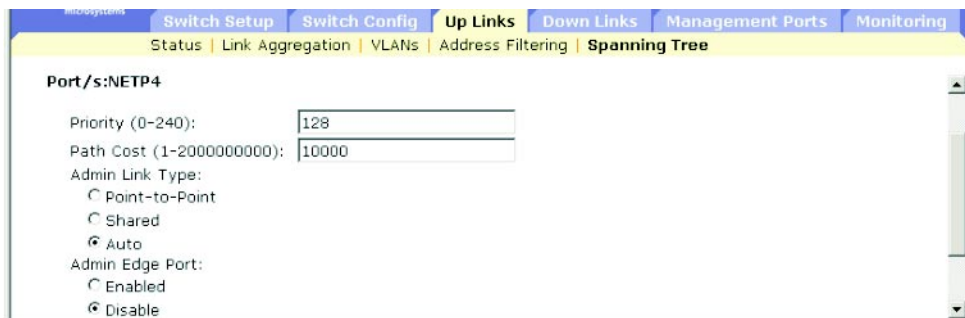 microsystems
Switch Setup Switch Config Up Links Down Links Management Ports Monitoring
Status | Link Aggregation | VLANs | Address Filtering | Spanning Tree
Port/s:NETP4
Priority (0-240): 128
Path Cost (1-2000000000): 10000
Admin Link Type:
Point-to-Point
Shared
Auto
Admin Edge Port:
Enabled
Disable